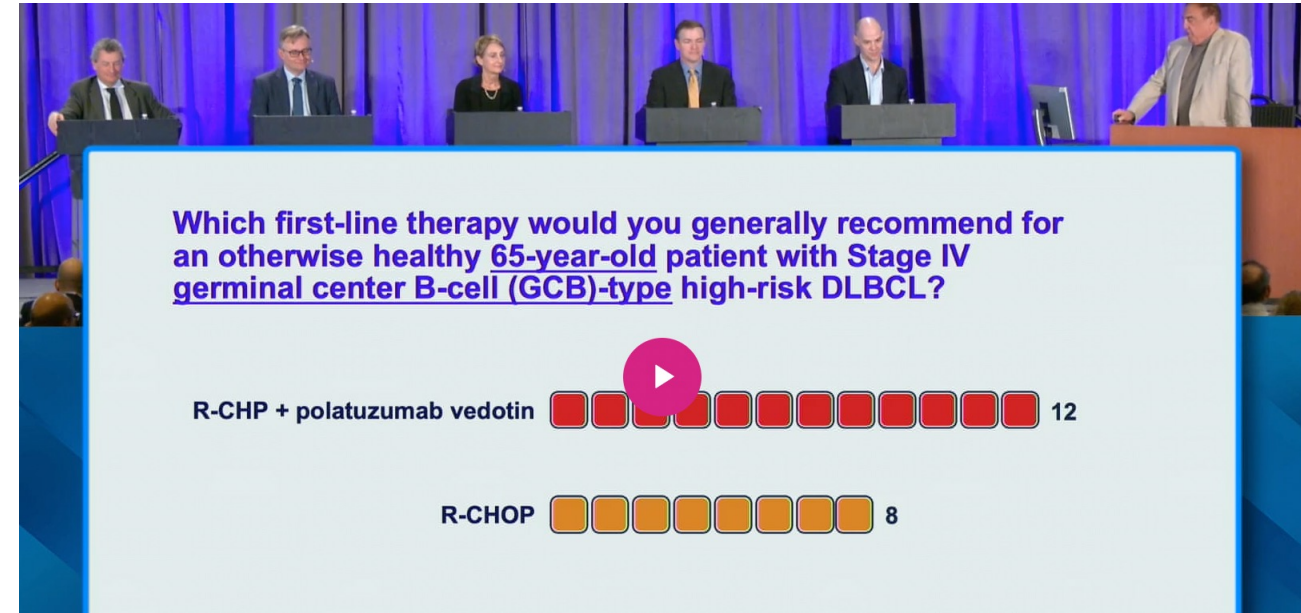 Which first-line therapy would you generally recommend for
an otherwise healthy 65-year-old patient with Stage IV
germinal center B-cell (GCB)-type high-risk DLBCL?
R-CHP + polatuzumab vedotin 12
R-CHOP 8